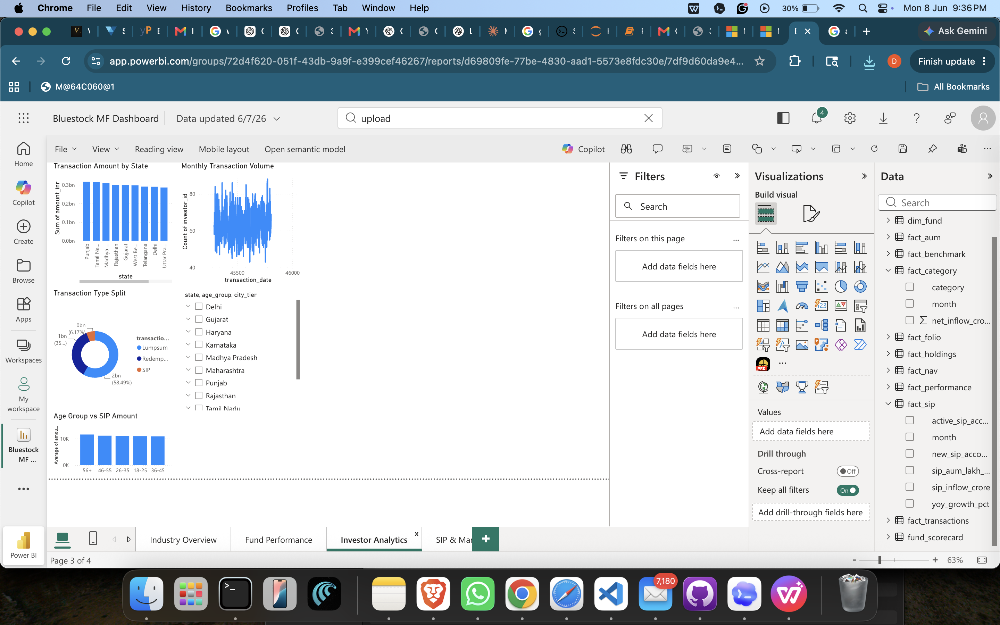 Chrome File Edit View History Bookmarks Profiles Tab Window Help 30% Mon 8 Jun 9:36 PM
Ask Gemini
app.powerbi.com/groups/72d4f620-051f-43db-9a9f-e399cef46267/reports/d69809fe-77be-4830-aad1-5573e8fdc30e/7df9d60da9e4... D Finish update
M@64C060@1 All Bookmarks
Bluestock MF Dashboard Data updated 6/7/26 upload 4
File View Reading view Mobile layout Open semantic model Copilot
Home
Copilot
Create
Browse
Apps
Workspaces
My
workspace
Bluestock
MF ...
Power BI
Transaction Amount by State
Sum of amount_inr
0.3bn
0.2bn
0.1bn
0.0bn
Punjab
Tamil Na...
Madhya ...
Rajasthan
Gujarat
West Be...
Telangana
Delhi
Uttar Pra...
state
Monthly Transaction Volume
Count of investor_id
80
60
40
45500 46000
transaction_date
Transaction Type Split
0bn
(6.17%)
1bn
(35...)
2bn
(58.49%)
transactio...
Lumpsum
Redemp...
SIP
state, age_group, city_tier
Delhi
Gujarat
Haryana
Karnataka
Madhya Pradesh
Maharashtra
Punjab
Rajasthan
Tamil Nadu
Age Group vs SIP Amount
Average of amou...
10K
0K
56+ 46-55 26-35 18-25 36-45
Filters
Search
Filters on this page ...
Add data fields here
Filters on all pages ...
Add data fields here
Visualizations
Build visual
123
PRO
...
Values
Add data fields here
Drill through
Cross-report Off
Keep all filters On
Add drill-through fields here
Data
Search
dim_fund
fact_aum
fact_benchmark
fact_category
category
month
net_inflow_cro...
fact_folio
fact_holdings
fact_nav
fact_performance
fact_sip
active_sip_acc...
month
new_sip_acco...
sip_aum_lakh_...
sip_inflow_crore
yoy_growth_pct
fact_transactions
fund_scorecard
Industry Overview Fund Performance Investor Analytics x SIP & Mar +
Page 3 of 4 - + 63%
7,180